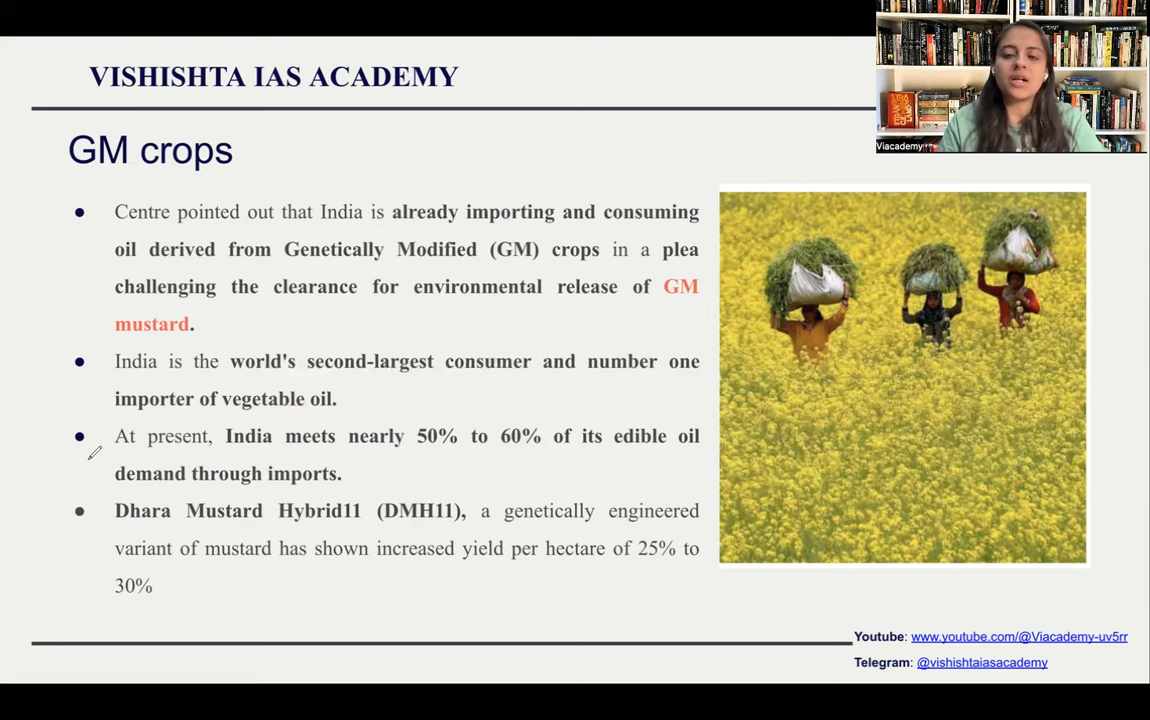 VISHISHTA IAS ACADEMY
GM crops
● Centre pointed out that India is already importing and consuming
oil derived from Genetically Modified (GM) crops in a plea
challenging the clearance for environmental release of GM
mustard.
● India is the world's second-largest consumer and number one
importer of vegetable oil.
● At present, India meets nearly 50% to 60% of its edible oil
demand through imports.
● Dhara Mustard Hybrid11 (DMH11), a genetically engineered
variant of mustard has shown increased yield per hectare of 25% to
30%
Viacademy
Youtube: www.youtube.com/@Viacademy-uv5rr
Telegram: @vishishtaiasacademy